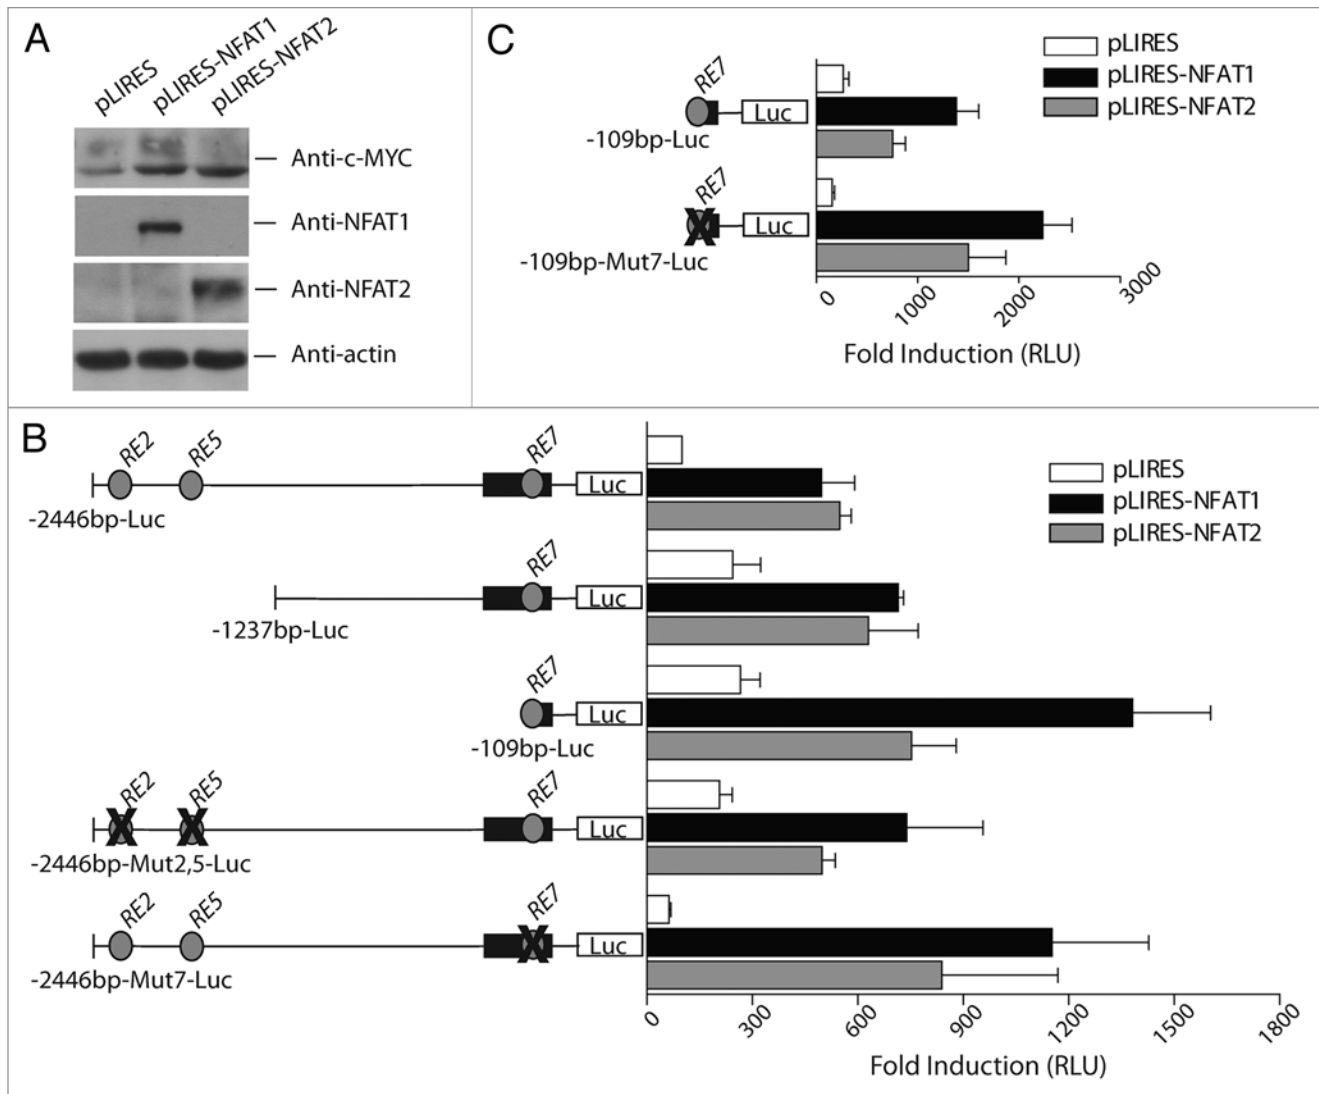 A
pLIRES
pLIRES-NFAT1
pLIRES-NFAT2
Anti-c-MYC
Anti-NFAT1
Anti-NFAT2
Anti-actin
C
pLIRES
pLIRES-NFAT1
pLIRES-NFAT2
RE7
Luc
-109bp-Luc
RE7
Luc
-109bp-Mut7-Luc
0
1000
2000
3000
Fold Induction (RLU)
B
RE2
RE5
RE7
Luc
-2446bp-Luc
RE7
Luc
-1237bp-Luc
RE7
Luc
-109bp-Luc
RE2
RE5
RE7
Luc
-2446bp-Mut2,5-Luc
RE2
RE5
RE7
Luc
-2446bp-Mut7-Luc
pLIRES
pLIRES-NFAT1
pLIRES-NFAT2
0
300
600
900
1200
1500
1800
Fold Induction (RLU)